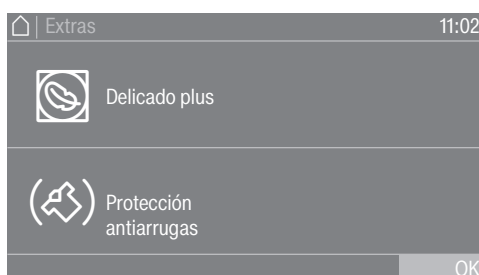 | Extras
11:02
Delicado plus
Protección
antiarrugas
OK